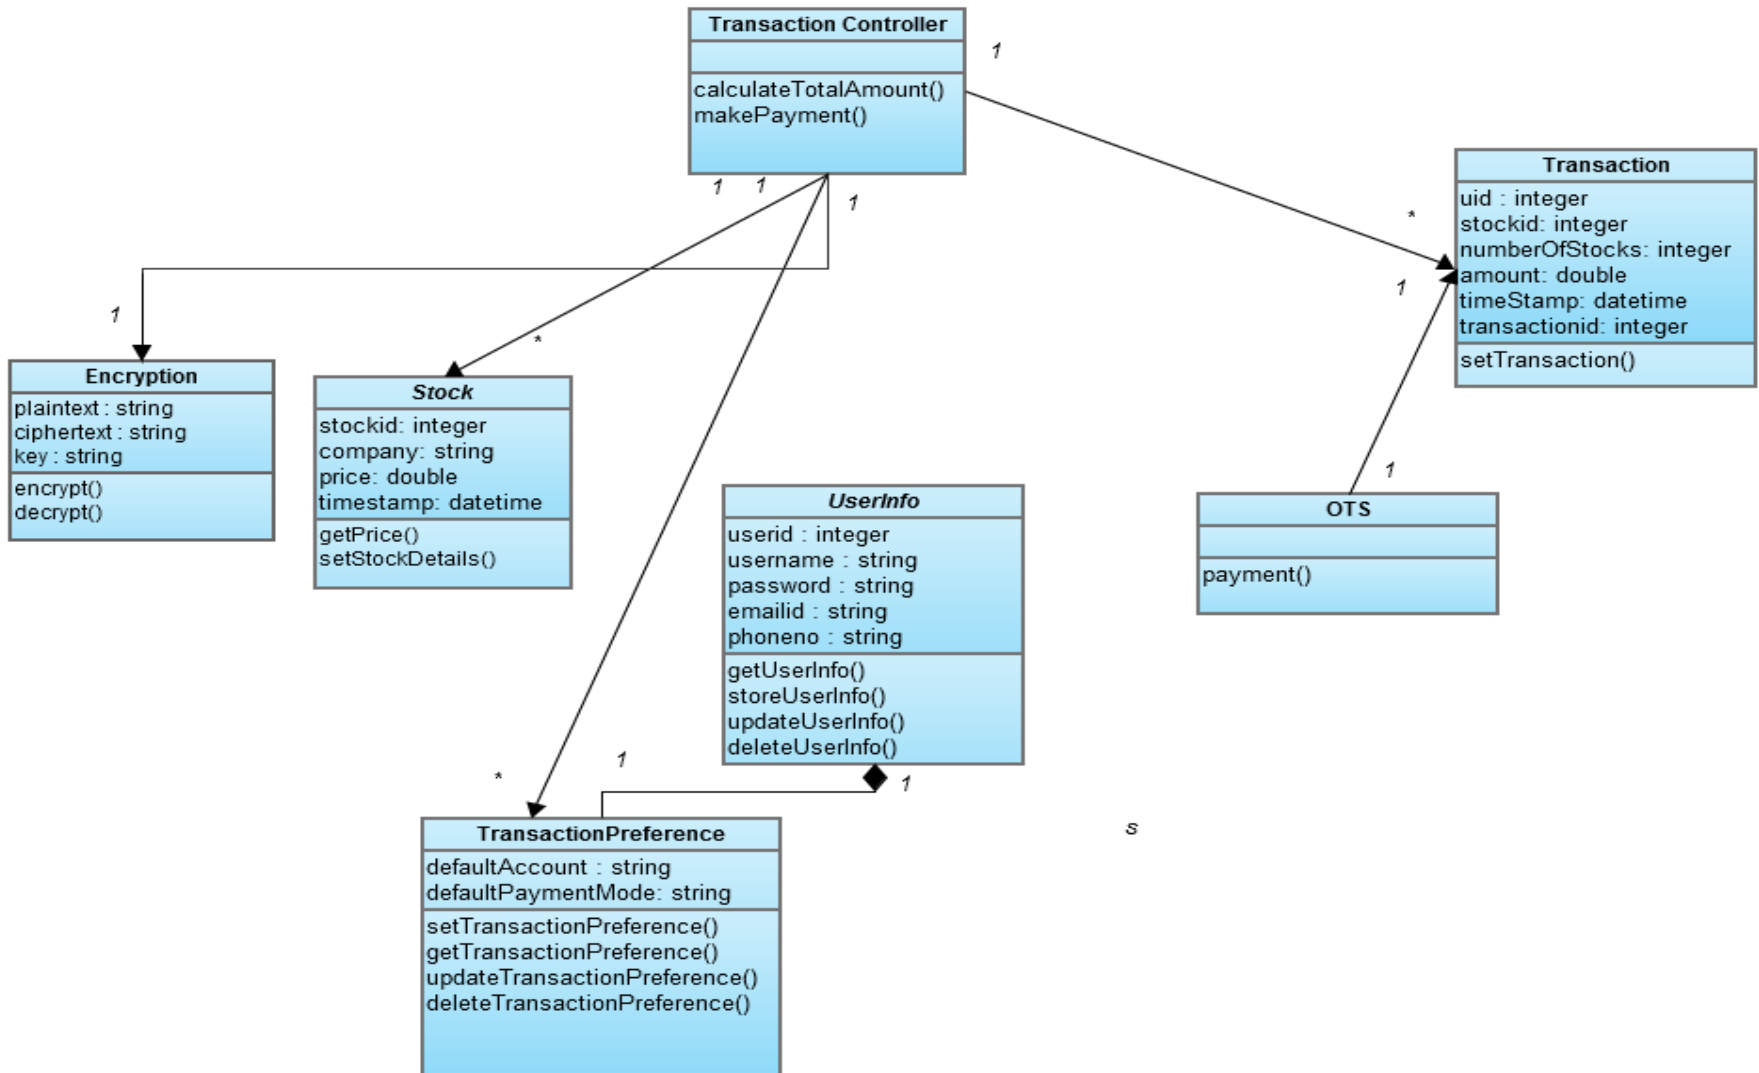 Transaction Controller
calculateTotalAmount()
makePayment()
1
1
1
1
*
1
Transaction
uid : integer
stockid: integer
numberOfStocks: integer
amount: double
timeStamp: datetime
transactionid: integer
setTransaction()
1
*
Encryption
plaintext : string
ciphertext : string
key : string
encrypt()
decrypt()
Stock
stockid: integer
company: string
price: double
timestamp: datetime
getPrice()
setStockDetails()
UserInfo
userid : integer
username : string
password : string
emailid : string
phoneno : string
getUserInfo()
storeUserInfo()
updateUserInfo()
deleteUserInfo()
1
OTS
payment()
*
1
1
s
TransactionPreference
defaultAccount : string
defaultPaymentMode: string
setTransactionPreference()
getTransactionPreference()
updateTransactionPreference()
deleteTransactionPreference()